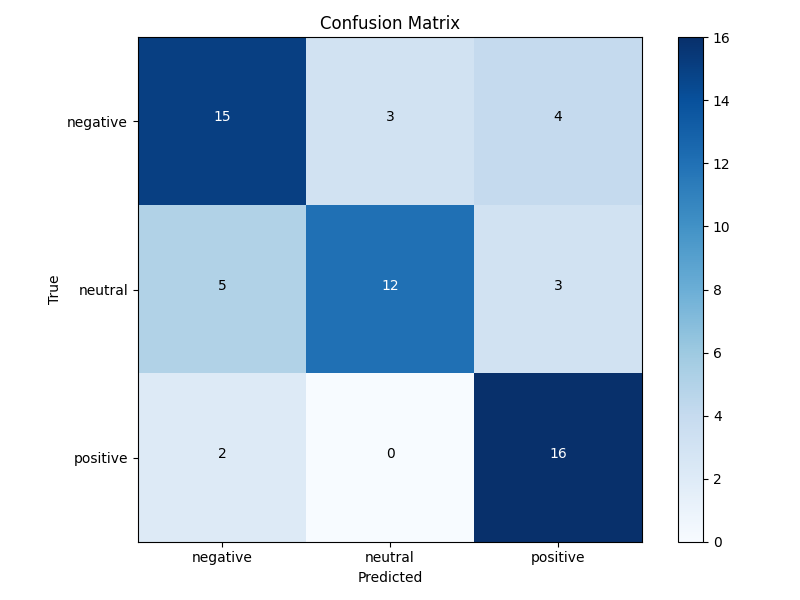 Confusion Matrix
negative 15 3 4
neutral 5 12 3
positive 2 0 16
negative neutral positive
Predicted
True
16
14
12
10
8
6
4
2
0